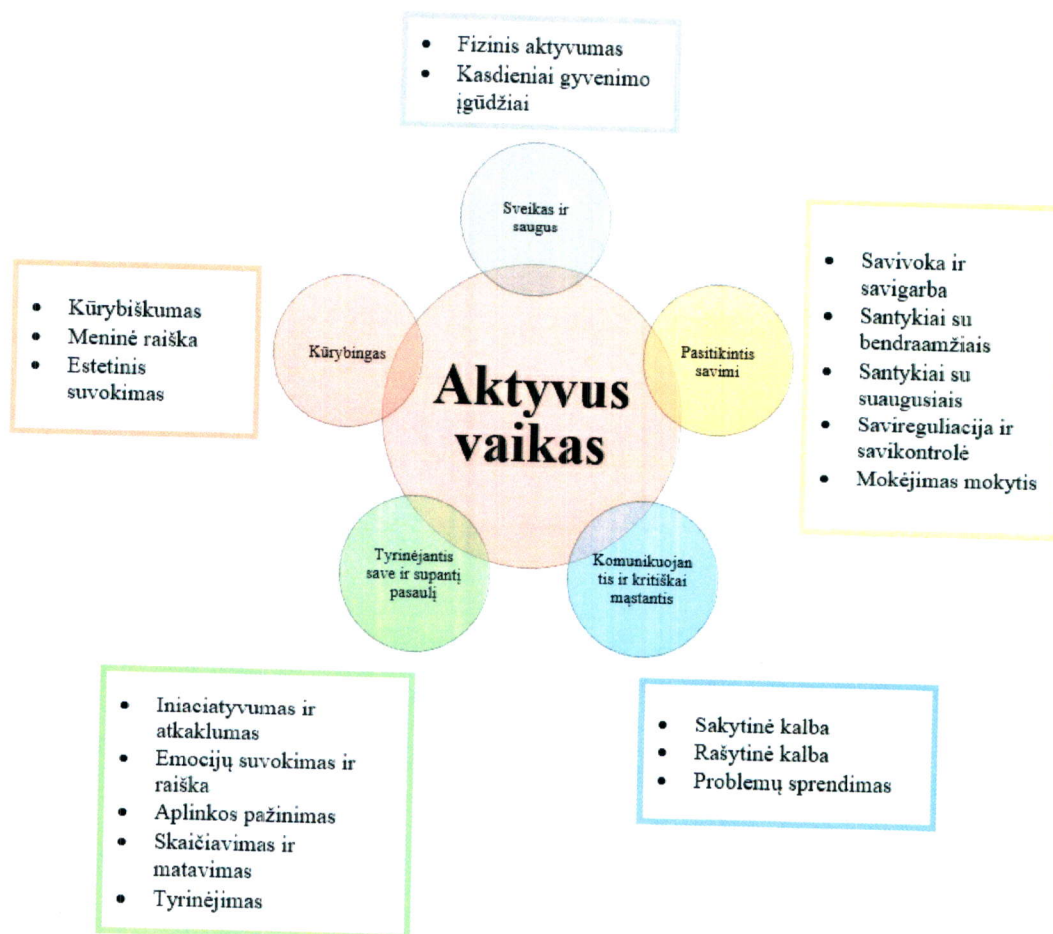 • Fizinis aktyvumas
• Kasdieniai gyvenimo
įgūdžiai
Sveikas ir
saugus
• Kūrybiškumas
• Meninė raiška
• Estetinis
suvokimas
Kūrybingas
Aktyvus
vaikas
Pasitikintis
savimi
• Savivoka ir
savigarba
• Santykiai su
bendraamžiais
• Santykiai su
suaugusiais
• Savireguliacija ir
savikontrolė
• Mokėjimas mokytis
Tyrinėjantis
save ir supantį
pasaulį
Komunikuojan
tis ir kritiškai
mąstantis
• Iniaciatyvumas ir
atkaklumas
• Emocijų suvokimas ir
raiška
• Aplinkos pažinimas
• Skaičiavimas ir
matavimas
• Tyrinėjimas
• Sakytinė kalba
• Rašytinė kalba
• Problemų sprendimas